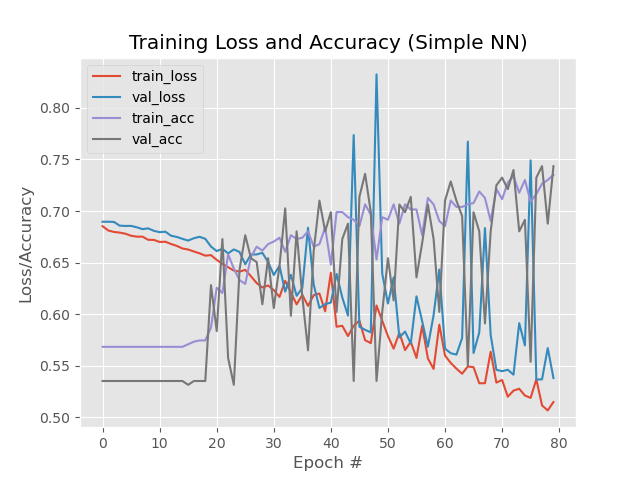 Training Loss and Accuracy (Simple NN)
train_loss
val_loss
train_acc
val_acc
0.80
0.75
0.70
0.65
0.60
0.55
0.50
Loss/Accuracy
0 10 20 30 40 50 60 70 80
Epoch #